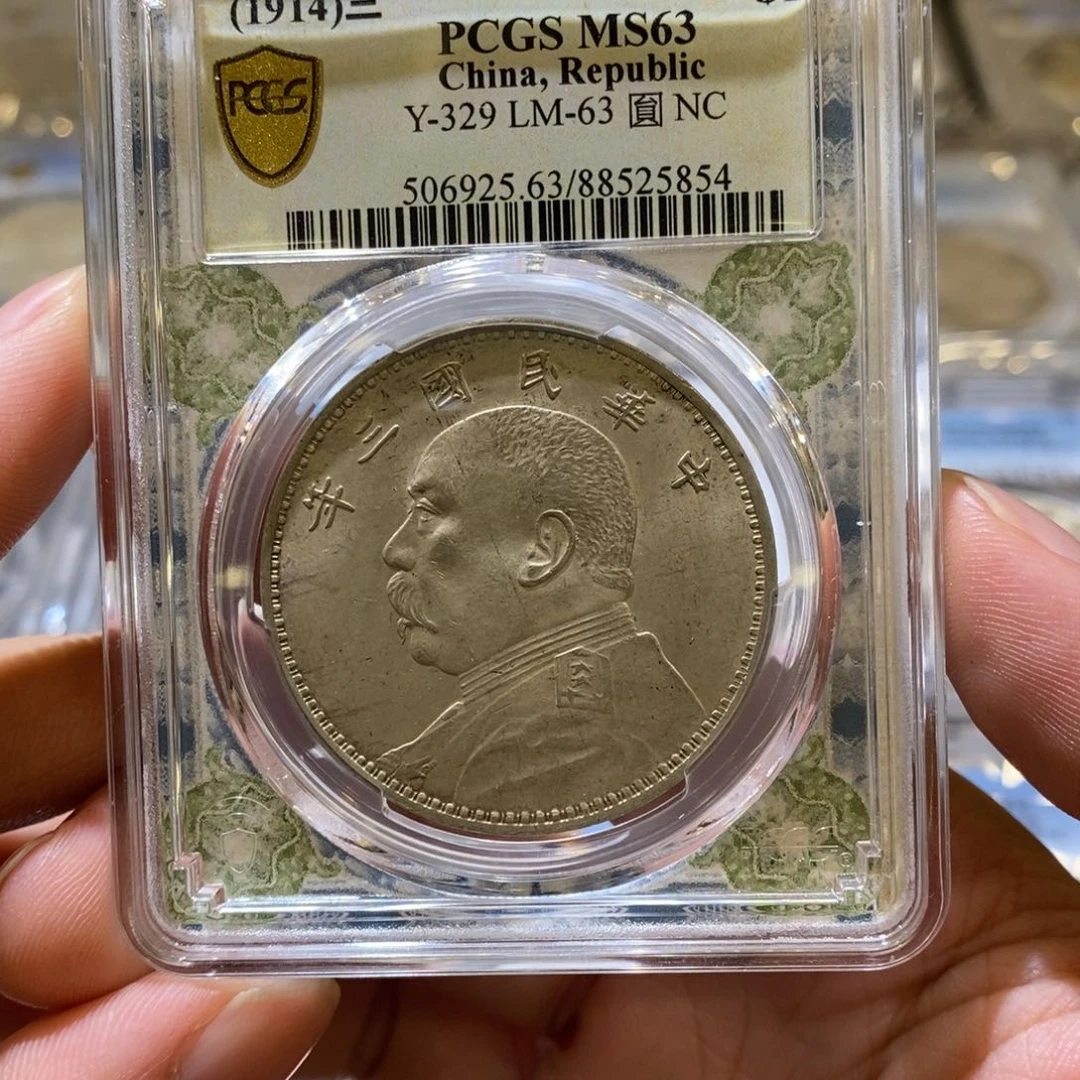 (1914)三
PCGS MS63
China, Republic
Y-329 LM-63 圎 NC
506925.63/88525854
PCGS
中華民國三年